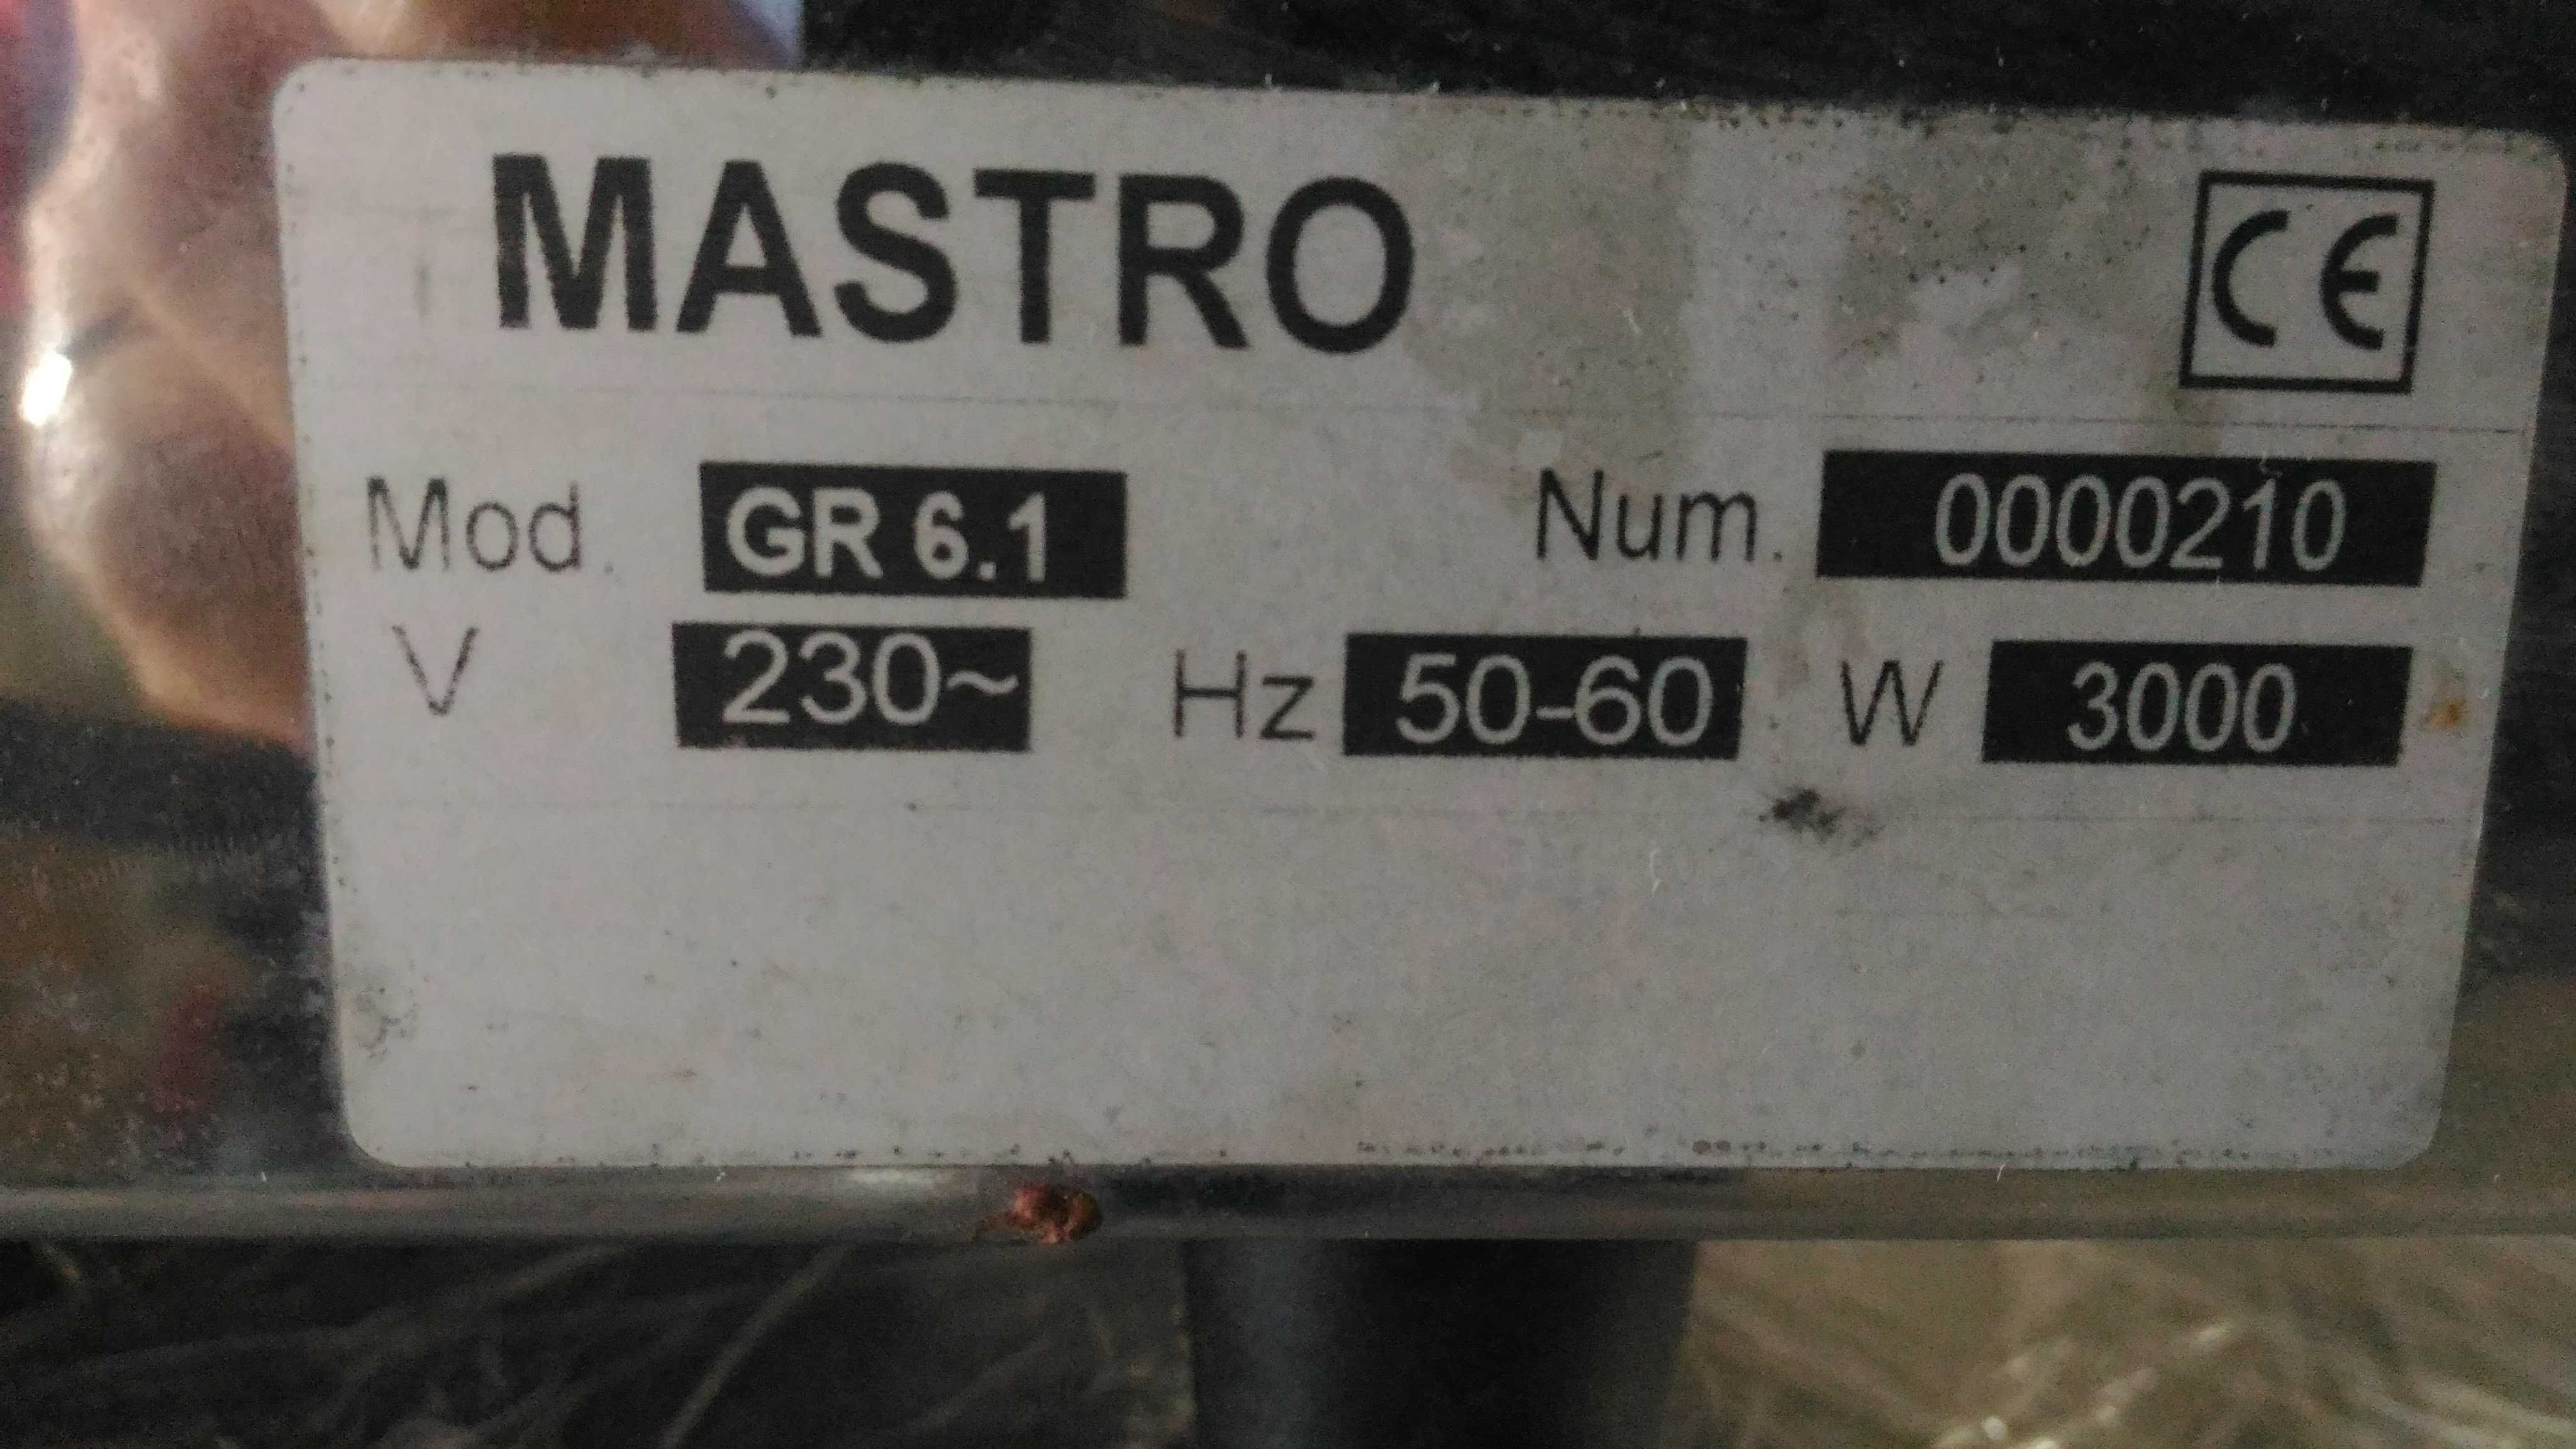 MASTRO CE
Mod. GR 6.1 Num. 0000210
V 230~ Hz 50-60 W 3000